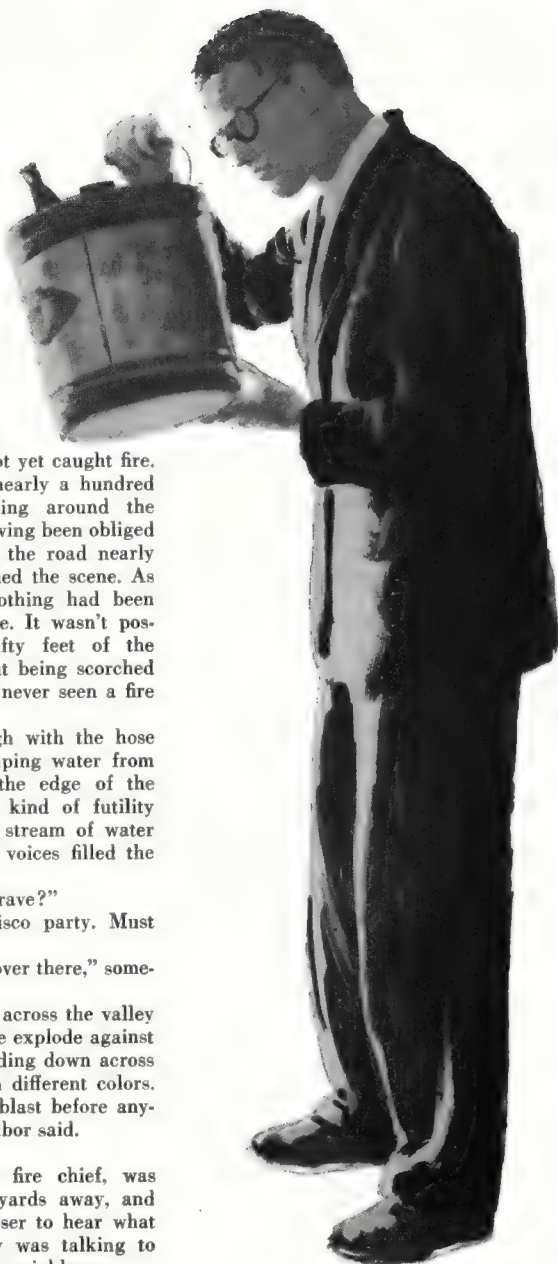 ot yet caught fire.
nearly a hundred
ing around the
ving been obliged
the road nearly
ned the scene. As
othing had been
e. It wasn't pos-
fty feet of the
ut being scorched
never seen a fire
gh with the hose
ping water from
the edge of the
kind of futility
stream of water
voices filled the
rave?"
isco party. Must
over there," some-
across the valley
e explode against
ding down across
n different colors.
blast before any-
bor said.
fire chief, was
yards away, and
ser to hear what
y was talking to